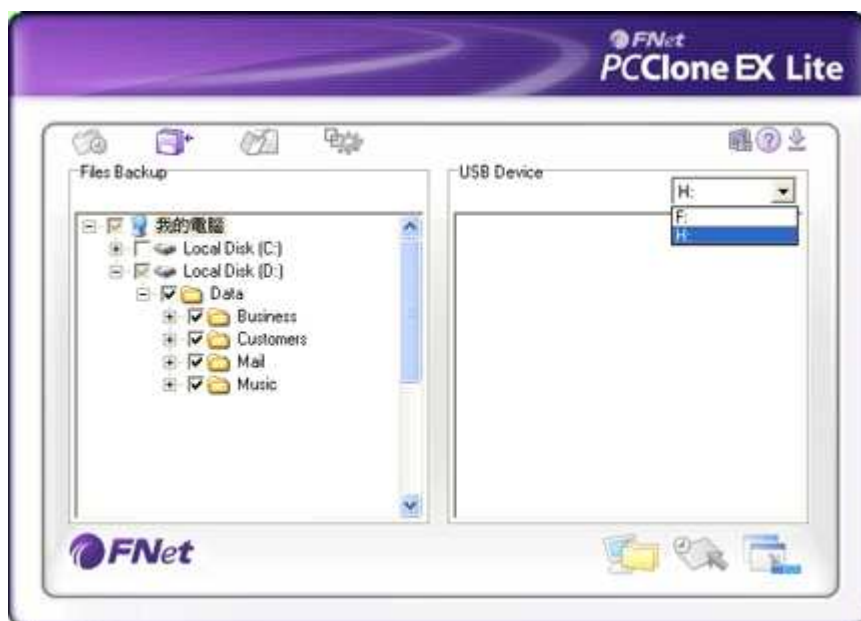 FNet
PCClone EX Lite
Files Backup
USB Device
H:
F:
H:
我的電腦
Local Disk (C:)
Local Disk (D:)
Data
Business
Customers
Mail
Music
FNet